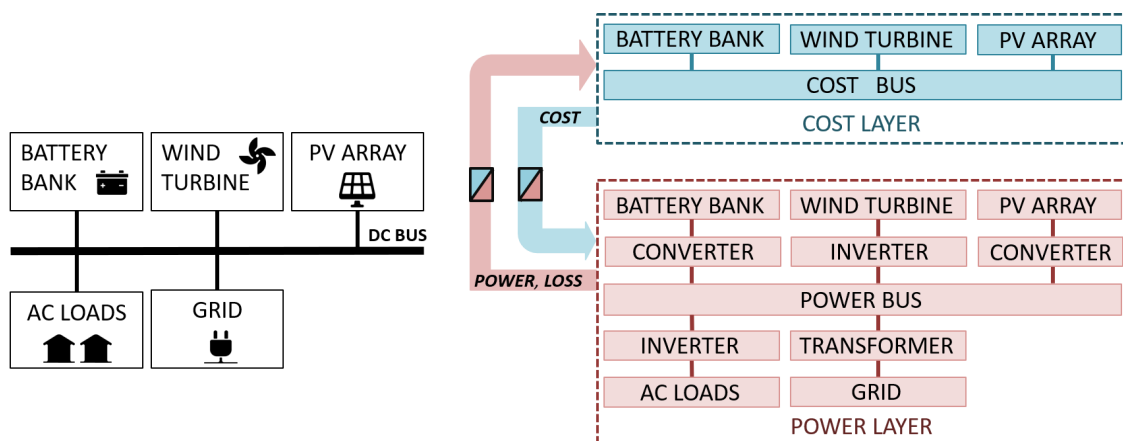 BATTERY
BANK
WIND
TURBINE
PV ARRAY
DC BUS
AC LOADS
GRID
COST
POWER, LOSS
BATTERY BANK
WIND TURBINE
PV ARRAY
COST BUS
COST LAYER
BATTERY BANK
WIND TURBINE
PV ARRAY
CONVERTER
INVERTER
CONVERTER
POWER BUS
INVERTER
TRANSFORMER
AC LOADS
GRID
POWER LAYER